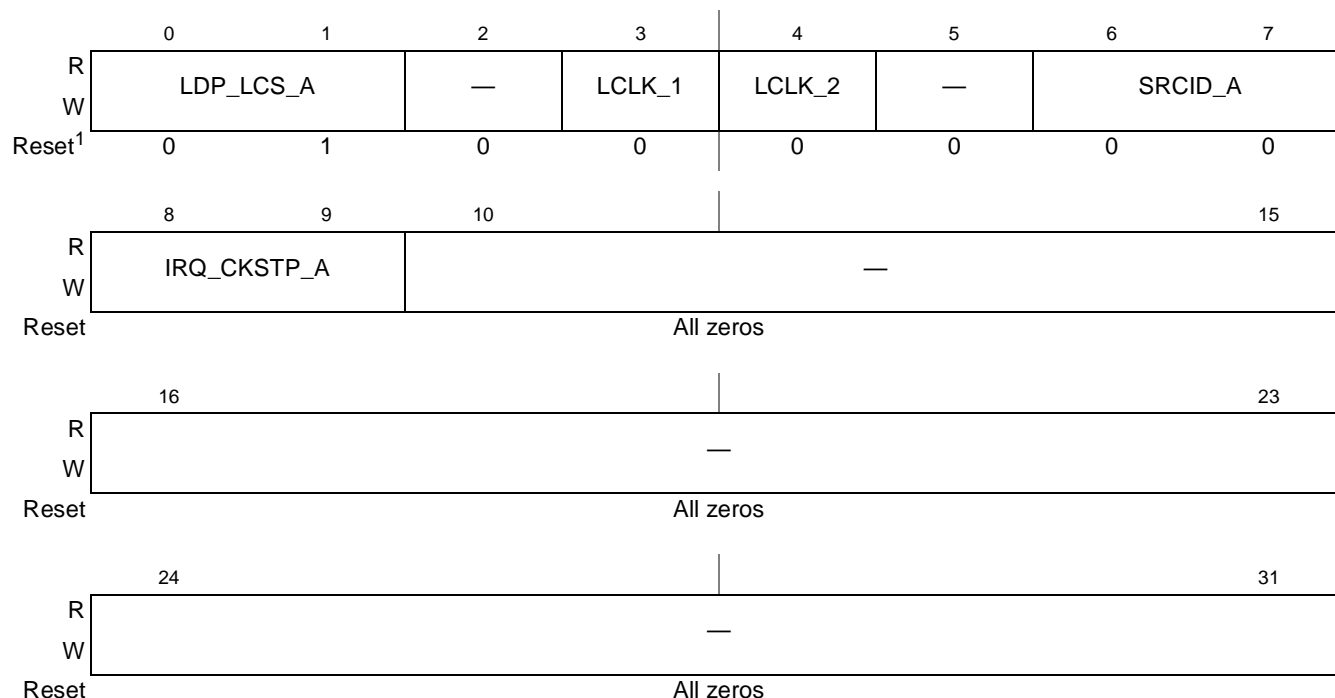 0 1 2 3 4 5 6 7
R
W
LDP_LCS_A — LCLK_1 LCLK_2 — SRCID_A
Reset1 0 1 0 0 0 0 0 0
8 9 10 15
R
W
IRQ_CKSTP_A —
Reset All zeros
16 23
R
W
—
Reset All zeros
24 31
R
W
—
Reset All zeros